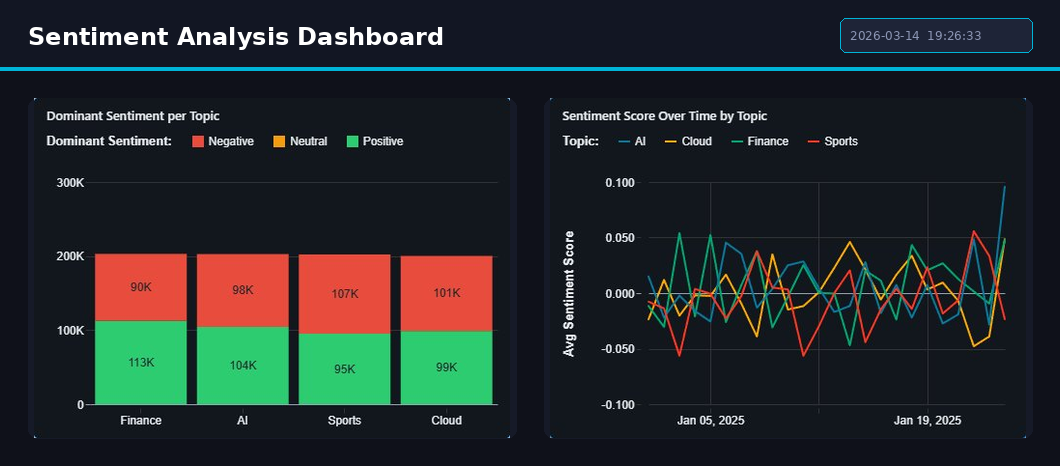 Sentiment Analysis Dashboard
2026-03-14 19:26:33
Dominant Sentiment per Topic
Dominant Sentiment: Negative Neutral Positive
300K
200K
100K
0
90K 98K 107K 101K
113K 104K 95K 99K
Finance AI Sports Cloud
Sentiment Score Over Time by Topic
Topic: AI Cloud Finance Sports
Avg Sentiment Score
0.100
0.050
0.000
−0.050
−0.100
Jan 05, 2025 Jan 19, 2025